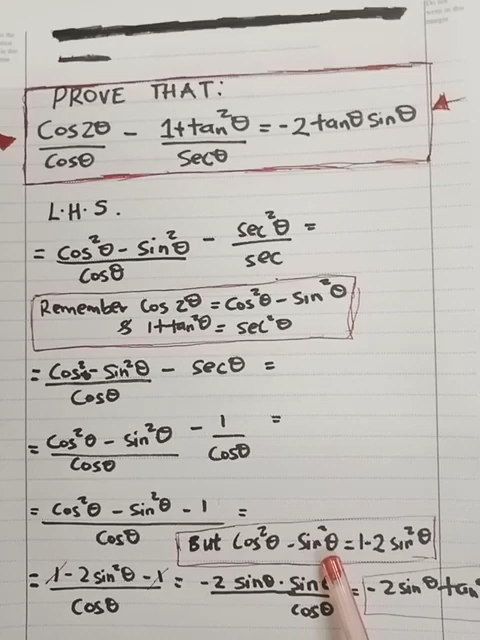 PROVE THAT:
Cos2θ/Cosθ - 1+tan²θ/Secθ = -2tanθ sinθ
L.H.S.
= Cos²θ - Sin²θ/Cosθ - sec²θ/sec =
Remember Cos 2θ = Cos²θ - Sin²θ
& 1+tan²θ = sec²θ
= Cos²θ - Sin²θ/Cosθ - secθ =
= Cos²θ - Sin²θ/Cosθ - 1/Cosθ =
= Cos²θ - Sin²θ - 1/Cosθ =
But Cos²θ - Sin²θ = 1-2 Sin²θ
= 1-2Sin²θ-1/Cosθ = -2 sinθ·Sinθ/Cosθ = -2 sinθ tan